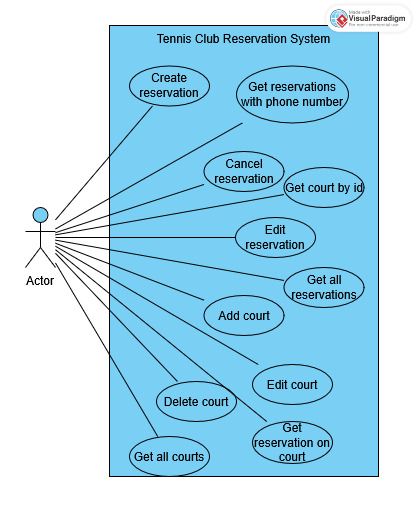 Made with
VisualParadigm
For non-commercial use
Tennis Club Reservation System
Create
reservation
Get reservations
with phone number
Cancel
reservation
Get court by id
Edit
reservation
Actor
Get all
reservations
Add court
Edit court
Delete court
Get
reservation on
court
Get all courts